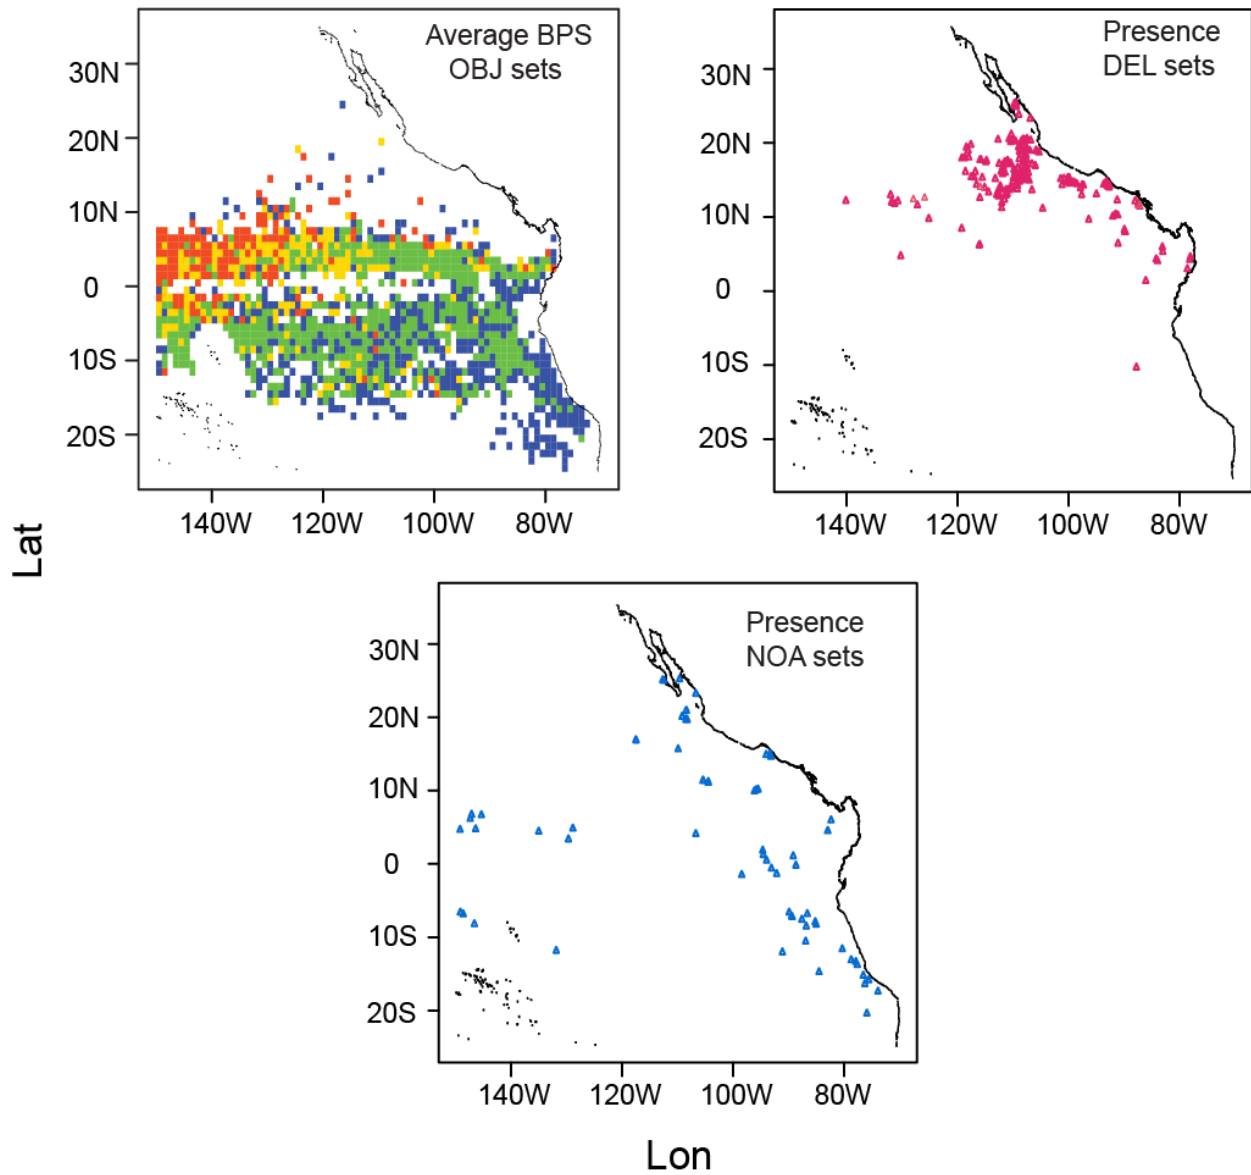 Average BPS
OBJ sets
30N
20N
10N
0
10S
20S
140W 120W 100W 80W
Presence
DEL sets
30N
20N
10N
0
10S
20S
140W 120W 100W 80W
Lat
Presence
NOA sets
30N
20N
10N
0
10S
20S
140W 120W 100W 80W
Lon